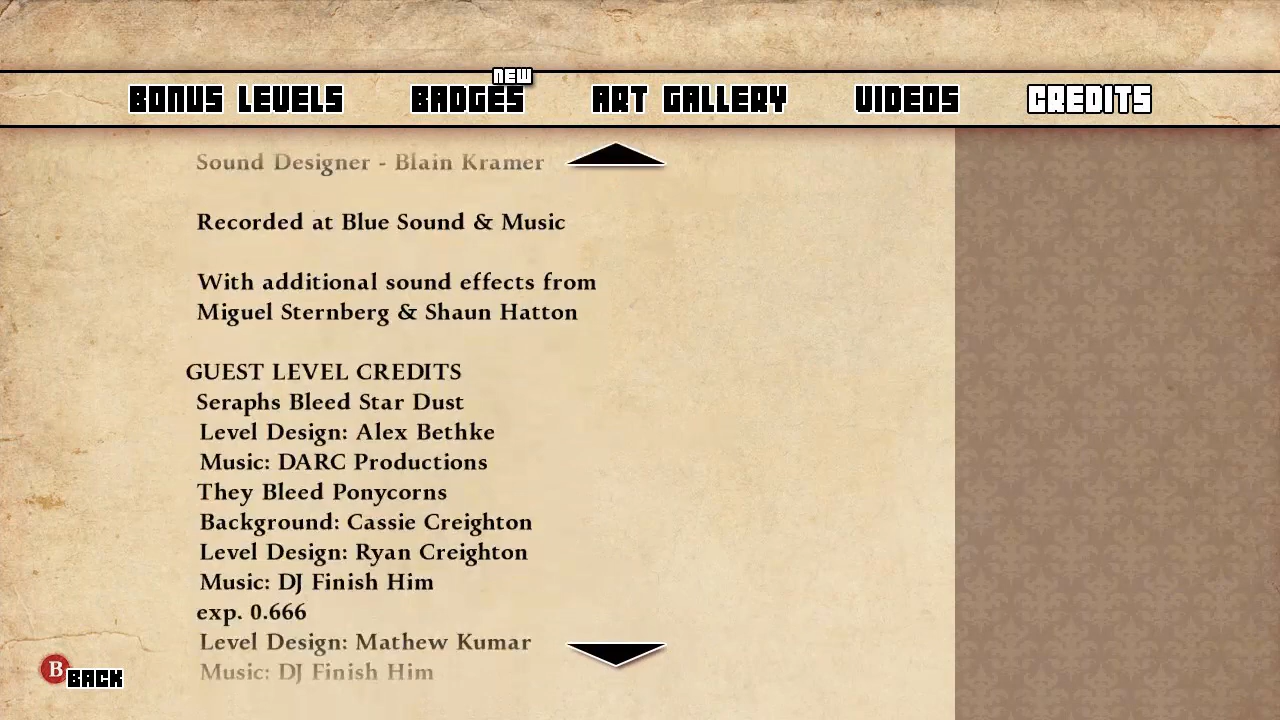 NEW
BONUS LEVELS BADGES ART GALLERY VIDEOS CREDITS
Sound Designer - Blain Kramer
Recorded at Blue Sound & Music
With additional sound effects from
Miguel Sternberg & Shaun Hatton
GUEST LEVEL CREDITS
Seraphs Bleed Star Dust
Level Design: Alex Bethke
Music: DARC Productions
They Bleed Ponycorns
Background: Cassie Creighton
Level Design: Ryan Creighton
Music: DJ Finish Him
exp. 0.666
Level Design: Mathew Kumar
Music: DJ Finish Him
B BACK